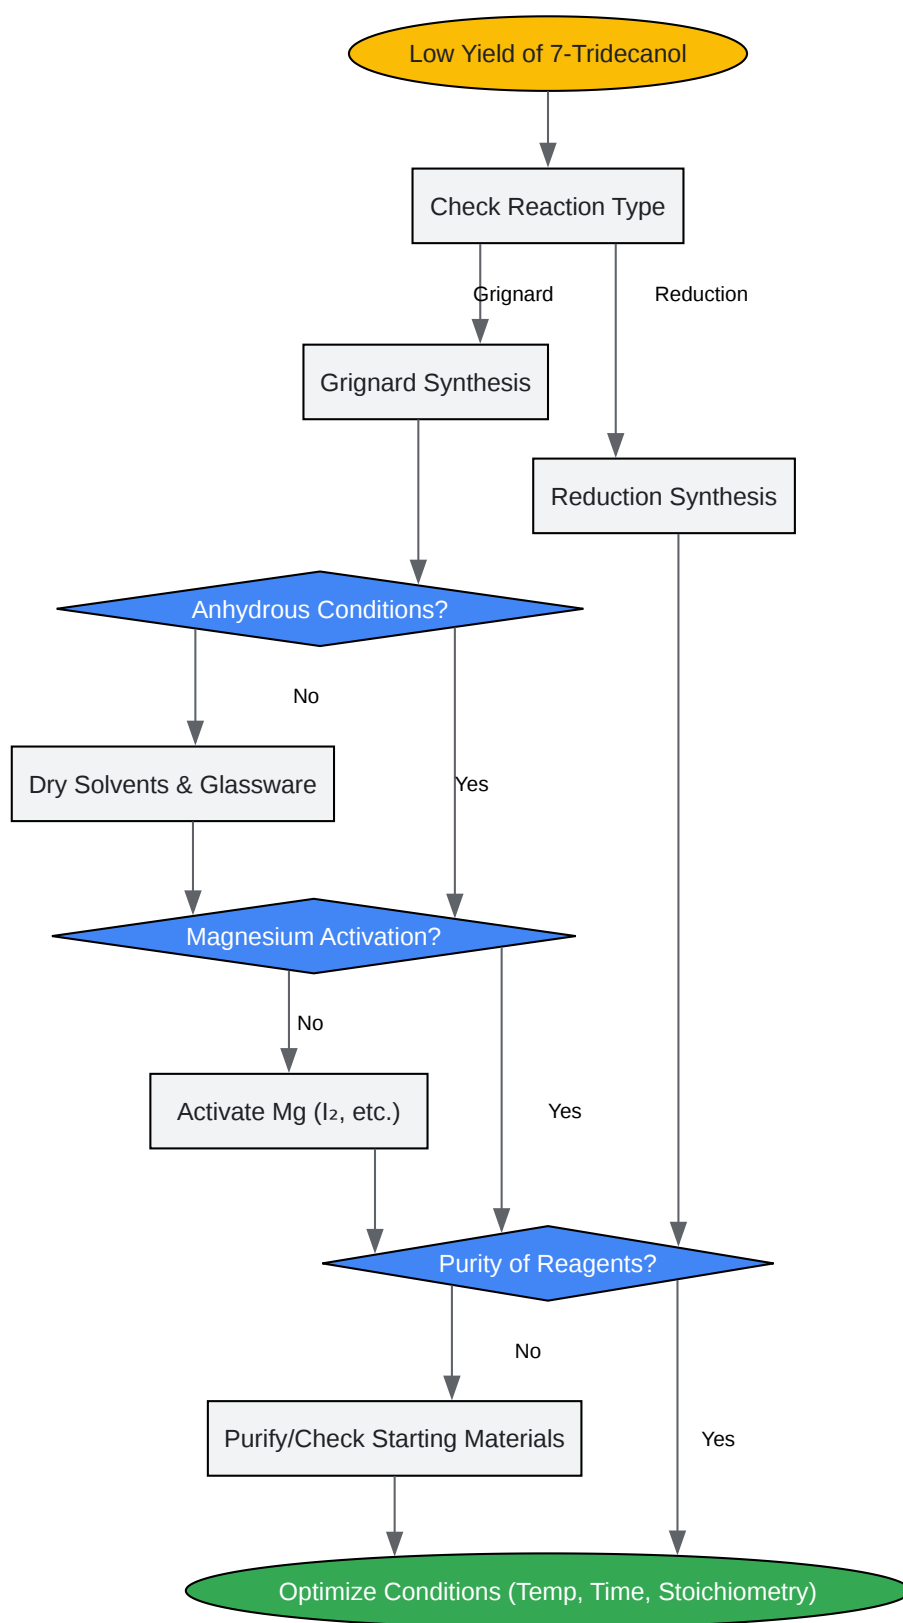 Low Yield of 7-Tridecanol
Check Reaction Type
Grignard
Reduction
Grignard Synthesis
Reduction Synthesis
Anhydrous Conditions?
No
Dry Solvents & Glassware
Yes
Magnesium Activation?
No
Activate Mg (I₂, etc.)
Yes
Purity of Reagents?
No
Purify/Check Starting Materials
Yes
Optimize Conditions (Temp, Time, Stoichiometry)